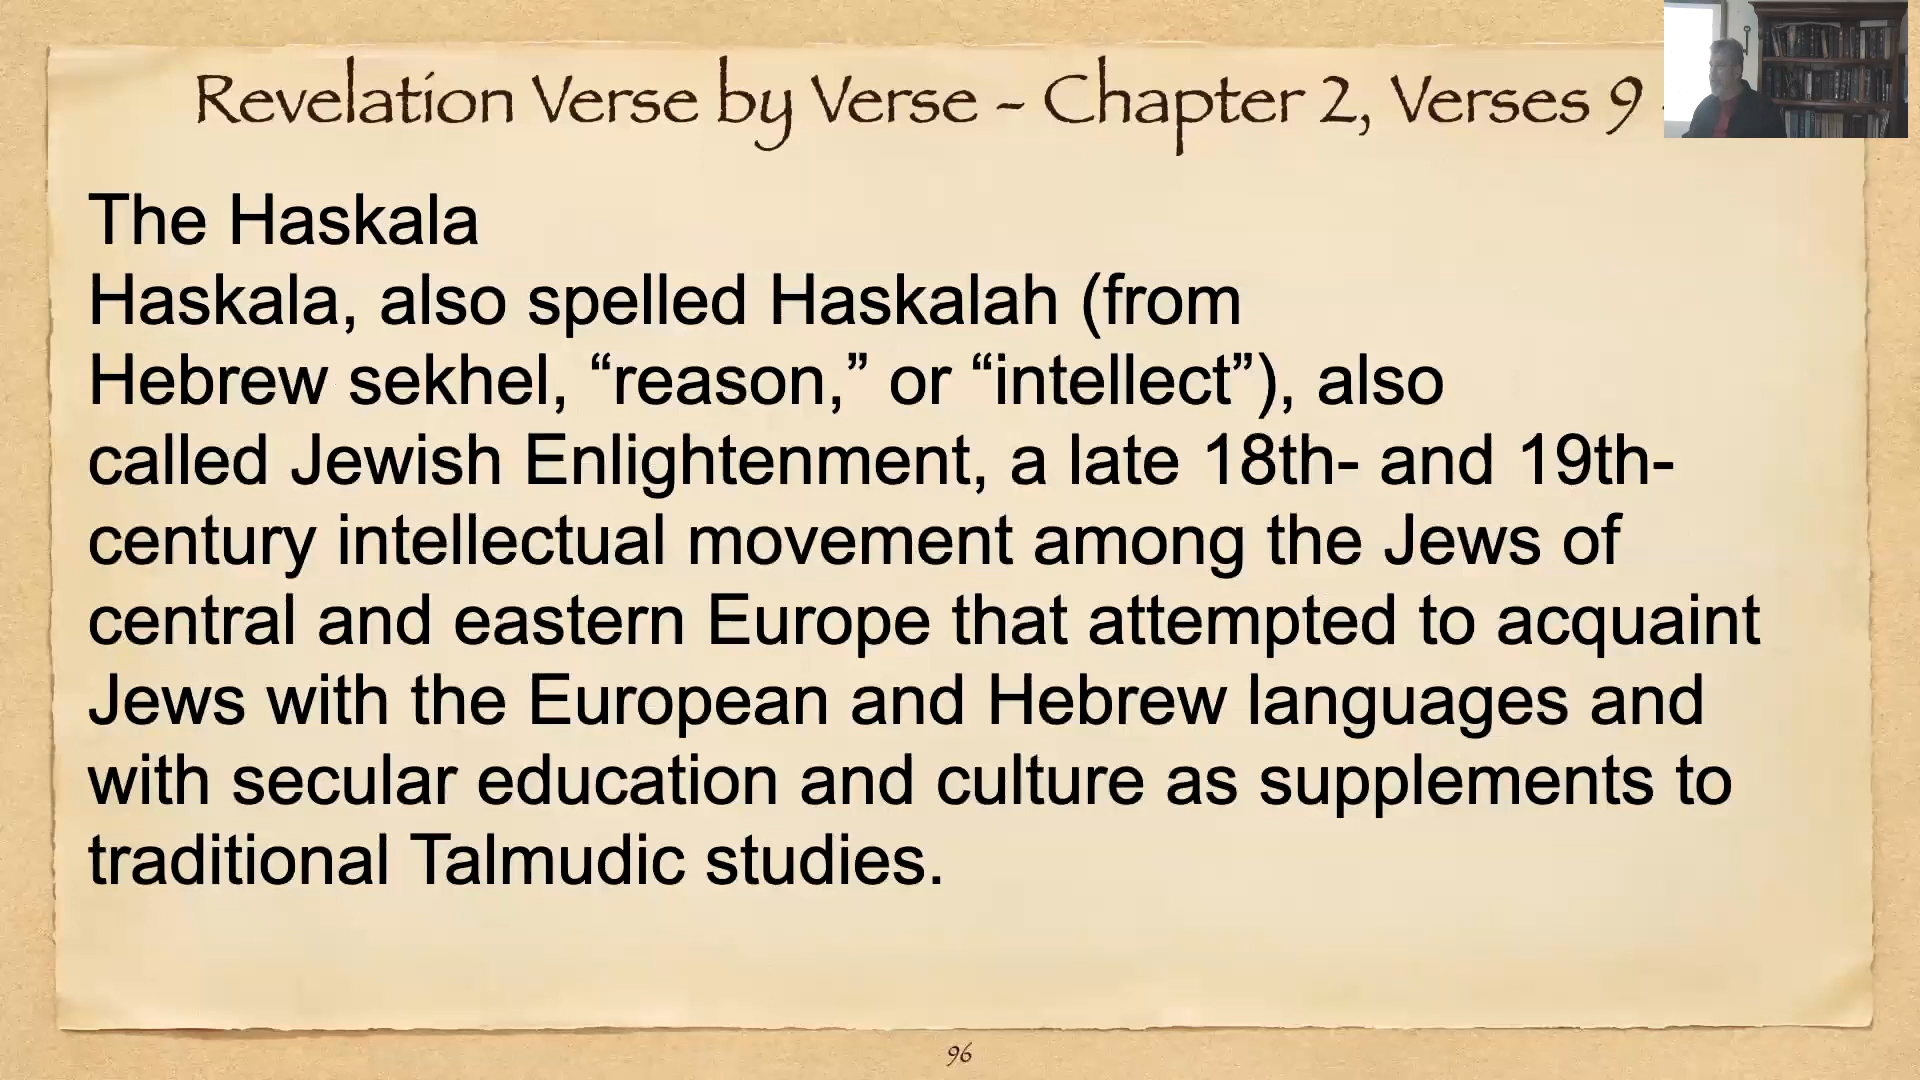 Revelation Verse by Verse - Chapter 2, Verses 9
The Haskala
Haskala, also spelled Haskalah (from
Hebrew sekhel, “reason,” or “intellect”), also
called Jewish Enlightenment, a late 18th- and 19th-
century intellectual movement among the Jews of
central and eastern Europe that attempted to acquaint
Jews with the European and Hebrew languages and
with secular education and culture as supplements to
traditional Talmudic studies.
96